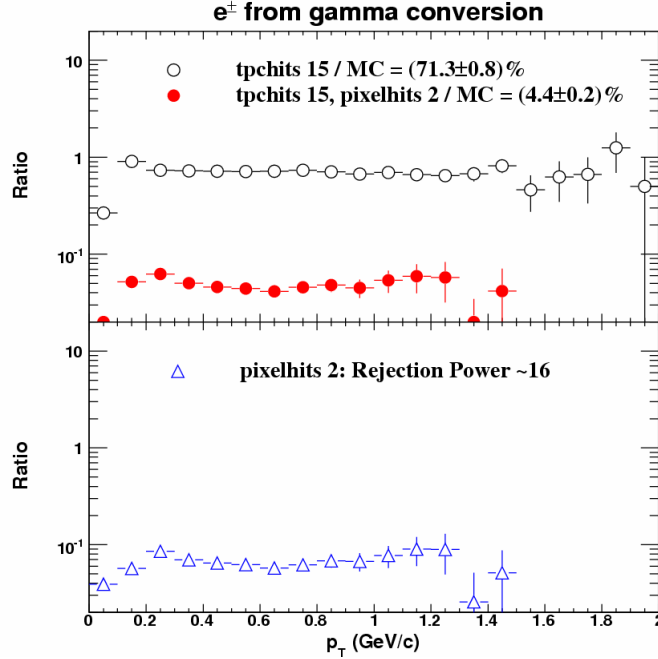 e± from gamma conversion
10
tpchits 15 / MC = (71.3±0.8)%
tpchits 15, pixelhits 2 / MC = (4.4±0.2)%
1
Ratio
10⁻¹
10
pixelhits 2: Rejection Power ~16
1
Ratio
10⁻¹
0 0.2 0.4 0.6 0.8 1 1.2 1.4 1.6 1.8 2
p_T (GeV/c)